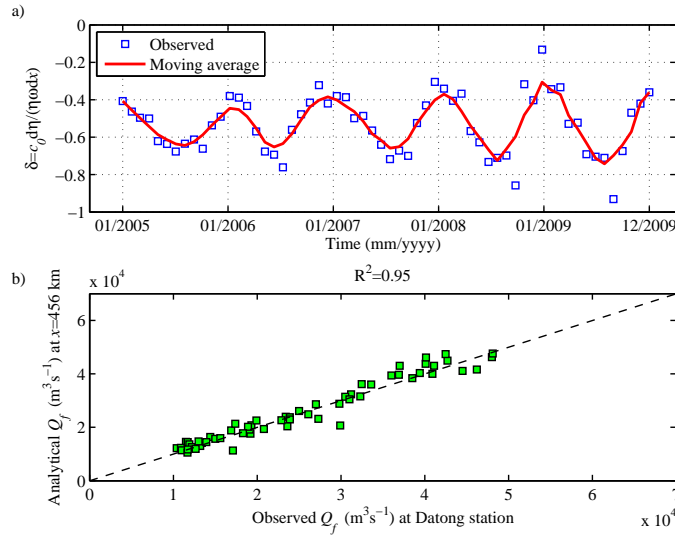 a)
0
−0.2
−0.4
−0.6
−0.8
−1
δ=c₀dη/(ηωdx)
Observed
Moving average
01/2005 01/2006 01/2007 01/2008 01/2009 12/2009
Time (mm/yyyy)
b)
x 10⁴
R²=0.95
6
4
2
0
Analytical Q_f (m³s⁻¹) at x=456 km
0 1 2 3 4 5 6 7
x 10⁴
Observed Q_f (m³s⁻¹) at Datong station